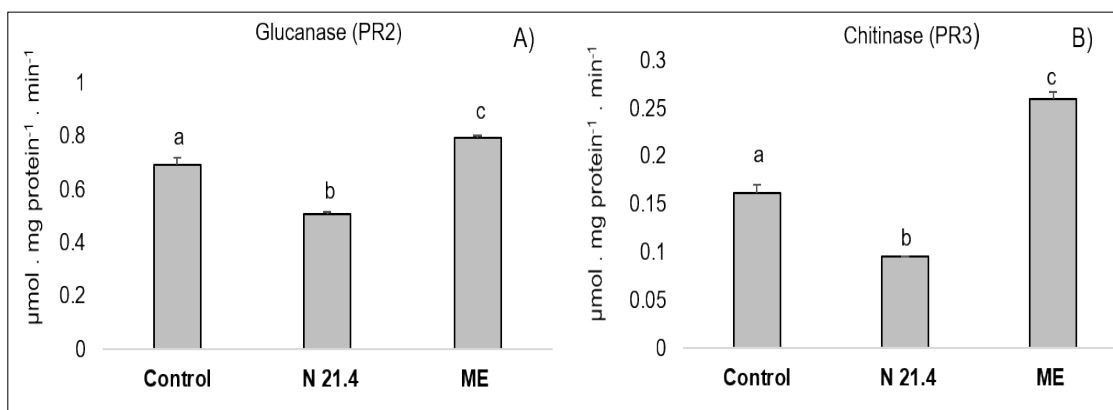 Glucanase (PR2)
A)
µmol . mg protein⁻¹ . min⁻¹
1
0.8
0.6
0.4
0.2
0
a
b
c
Control
N 21.4
ME
Chitinase (PR3)
B)
µmol . mg protein⁻¹ . min⁻¹
0.3
0.25
0.2
0.15
0.1
0.05
0
a
b
c
Control
N 21.4
ME